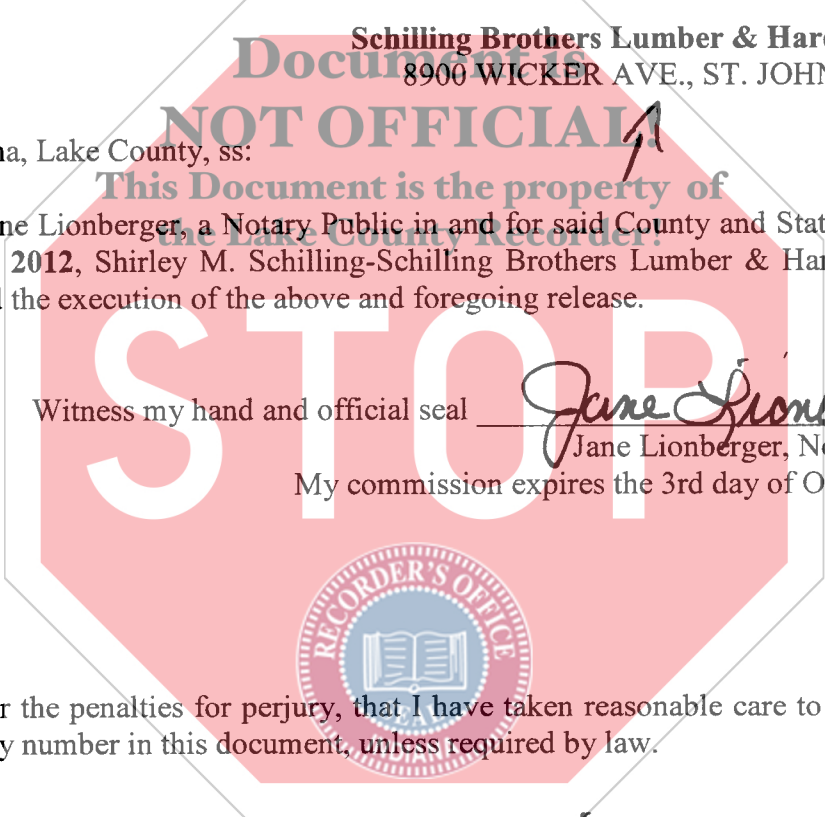 Schilling Brothers Lumber & Har
Document is
8900 WICKER AVE., ST. JOHN
NOT OFFICIAL!
na, Lake County, ss:
This Document is the property of
ne Lionberger, a Notary Public in and for said County and Stat
the Lake County Recorder!
2012, Shirley M. Schilling-Schilling Brothers Lumber & Har
l the execution of the above and foregoing release.
STOP
Witness my hand and official seal Jane Lions
Jane Lionberger, No
My commission expires the 3rd day of O
RECORDER'S OFFICE
r the penalties for perjury, that I have taken reasonable care to
SEAL
y number in this document, unless required by law.
INDIANA